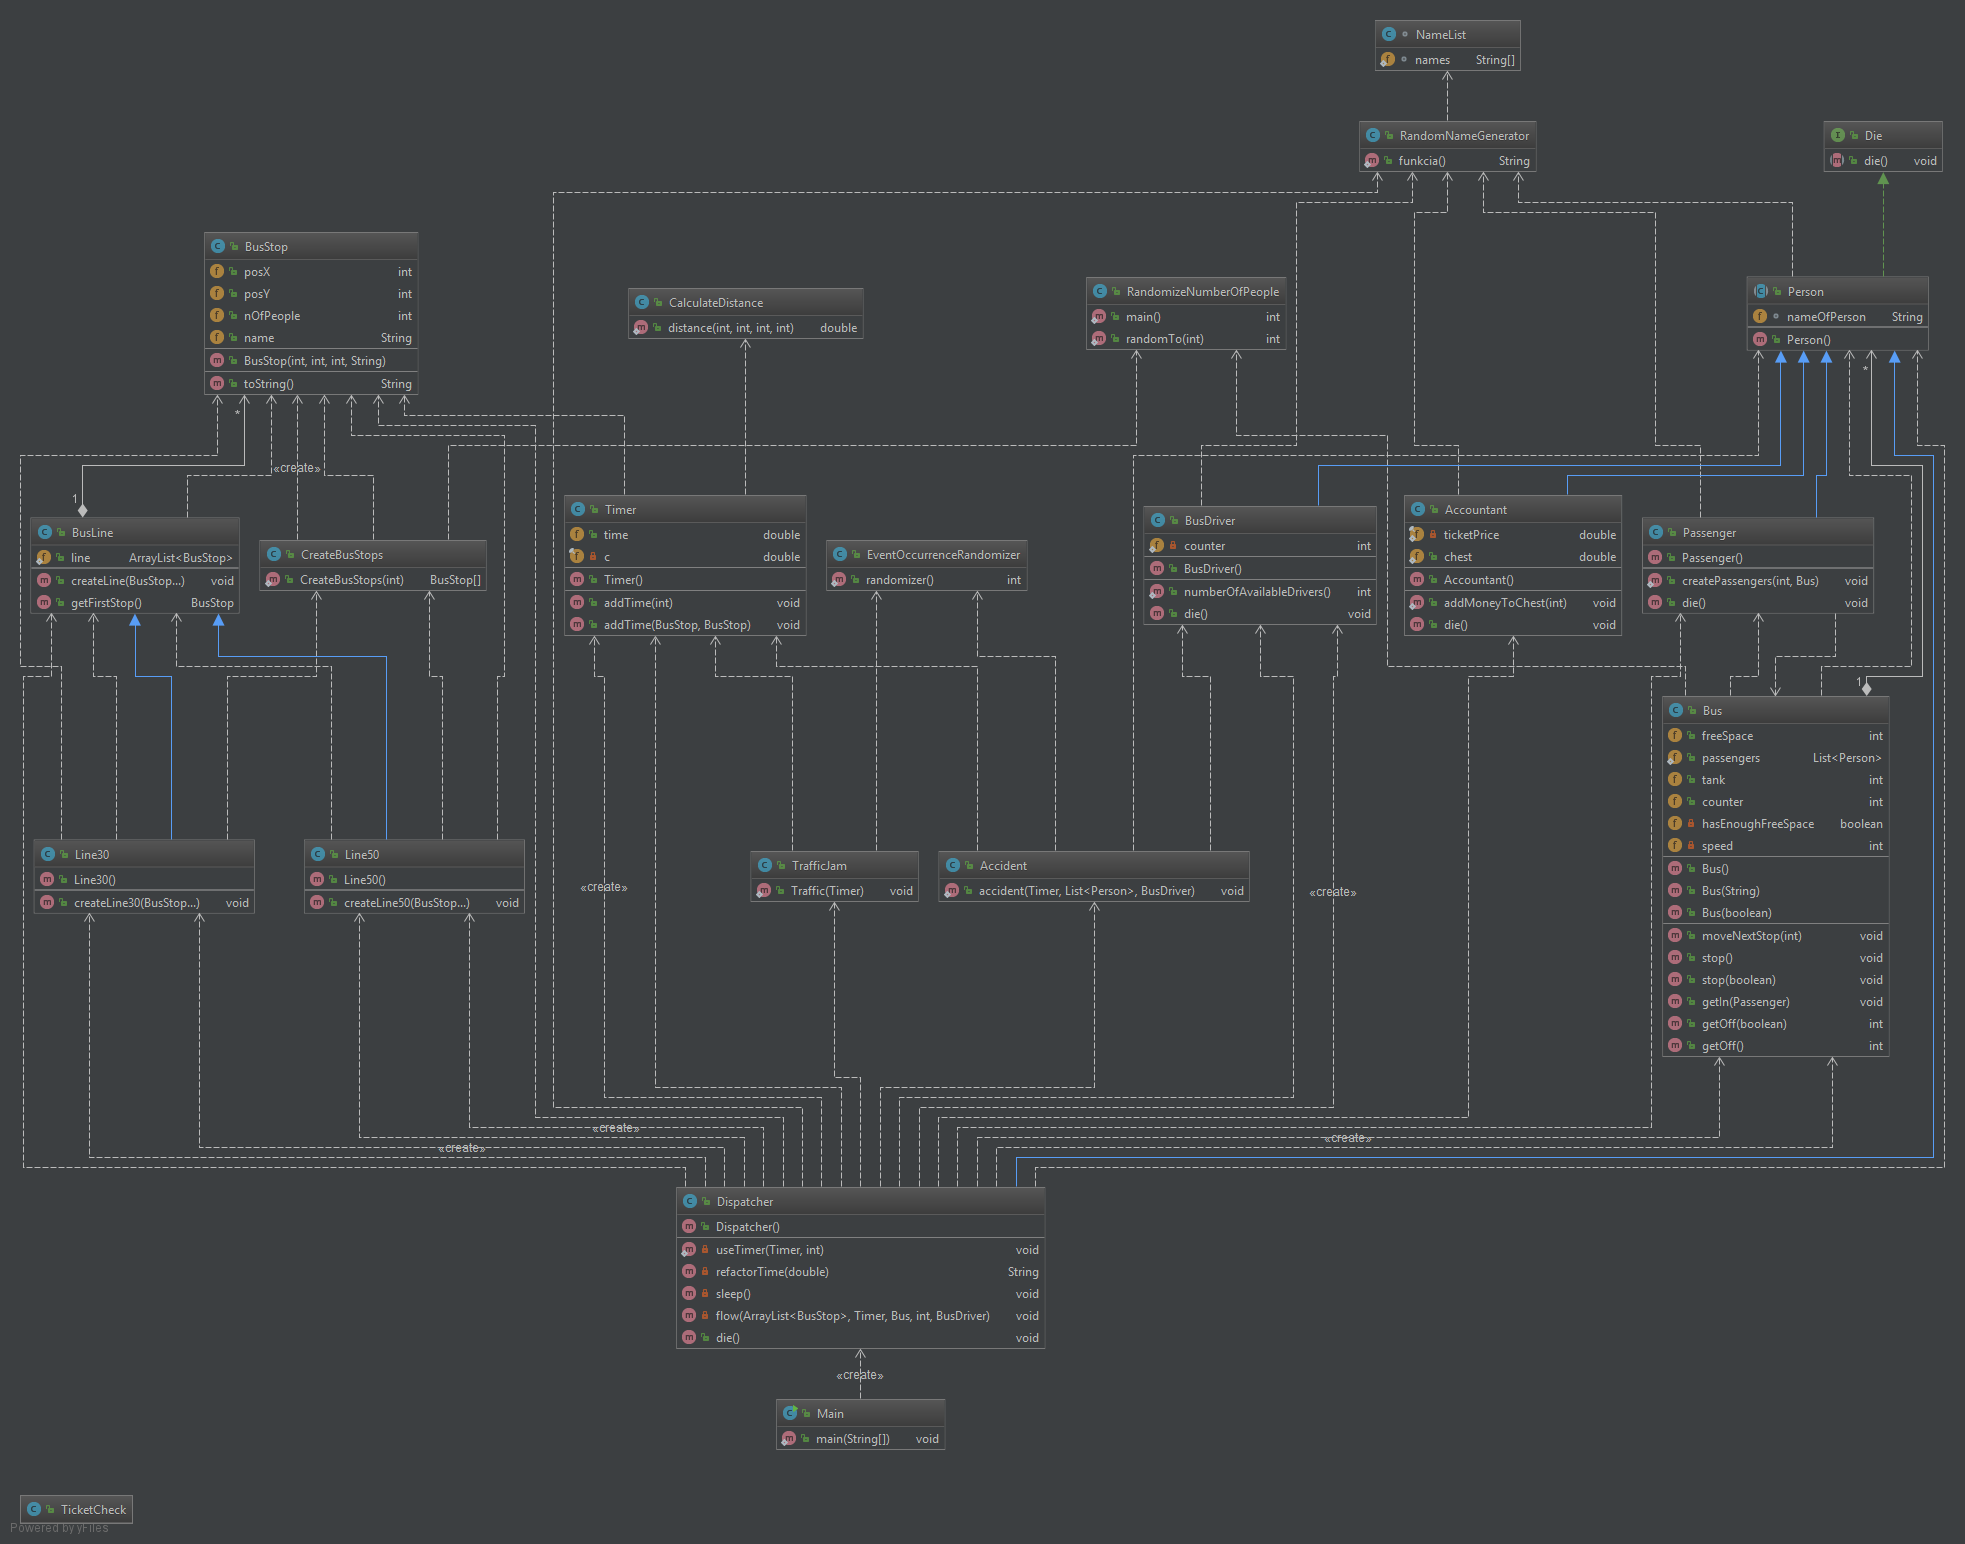 NameList
names String[]
RandomNameGenerator
funkcia() String
Die
die() void
BusStop
posX int
posY int
nOfPeople int
name String
BusStop(int, int, int, String)
toString() String
CalculateDistance
distance(int, int, int, int) double
RandomizeNumberOfPeople
main() int
randomTo(int) int
Person
nameOfPerson String
Person()
*
*
«create»
1
BusLine
line ArrayList<BusStop>
createLine(BusStop...) void
getFirstStop() BusStop
CreateBusStops
CreateBusStops(int) BusStop[]
Timer
time double
c double
Timer()
addTime(int) void
addTime(BusStop, BusStop) void
EventOccurrenceRandomizer
randomizer() int
BusDriver
counter int
BusDriver()
numberOfAvailableDrivers() int
die() void
Accountant
ticketPrice double
chest double
Accountant()
addMoneyToChest(int) void
die() void
Passenger
Passenger()
createPassengers(int, Bus) void
die() void
1
Bus
freeSpace int
passengers List<Person>
tank int
counter int
hasEnoughFreeSpace boolean
speed int
Bus()
Bus(String)
Bus(boolean)
moveNextStop(int) void
stop() void
stop(boolean) void
getIn(Passenger) void
getOff(boolean) int
getOff() int
Line30
Line30()
createLine30(BusStop...) void
Line50
Line50()
createLine50(BusStop...) void
«create»
TrafficJam
Traffic(Timer) void
Accident
accident(Timer, List<Person>, BusDriver) void
«create»
«create»
«create»
«create»
Dispatcher
Dispatcher()
useTimer(Timer, int) void
refactorTime(double) String
sleep() void
flow(ArrayList<BusStop>, Timer, Bus, int, BusDriver) void
die() void
«create»
Main
main(String[]) void
TicketCheck
Powered by yFiles